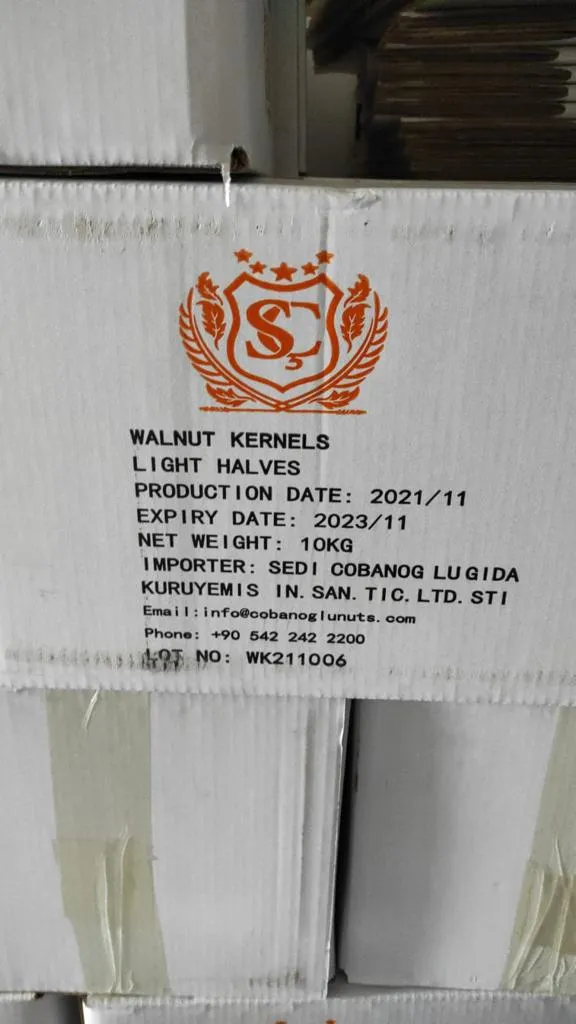 SÇ
WALNUT KERNELS
LIGHT HALVES
PRODUCTION DATE: 2021/11
EXPIRY DATE: 2023/11
NET WEIGHT: 10KG
IMPORTER: SEDI COBANOG LUGIDA
KURUYEMIS IN. SAN. TIC. LTD. STI
Email:info@cobanoglunuts.com
Phone: +90 542 242 2200
LOT NO: WK211006